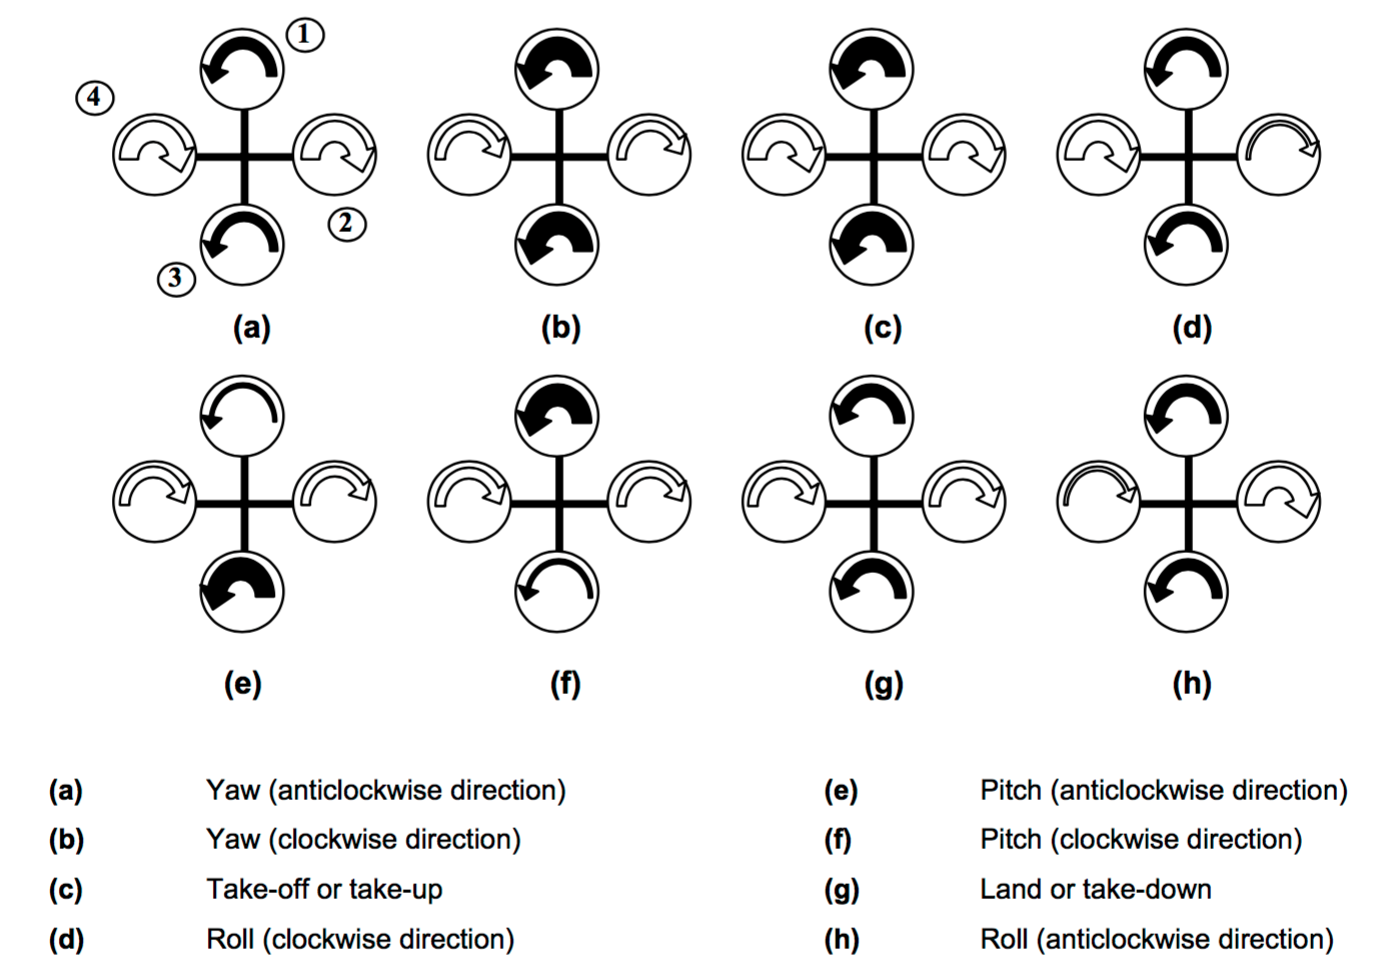 1
4
2
3
(a) (b) (c) (d)
(e) (f) (g) (h)
(a) Yaw (anticlockwise direction) (e) Pitch (anticlockwise direction)
(b) Yaw (clockwise direction) (f) Pitch (clockwise direction)
(c) Take-off or take-up (g) Land or take-down
(d) Roll (clockwise direction) (h) Roll (anticlockwise direction)